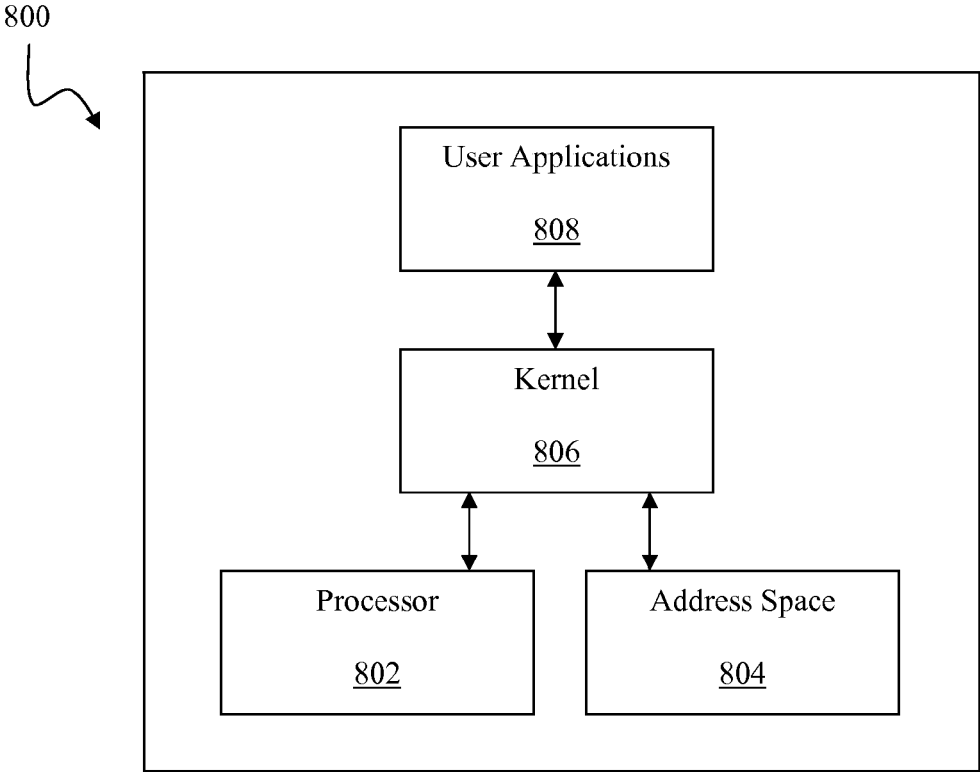 800
User Applications
808
Kernel
806
Processor
802
Address Space
804